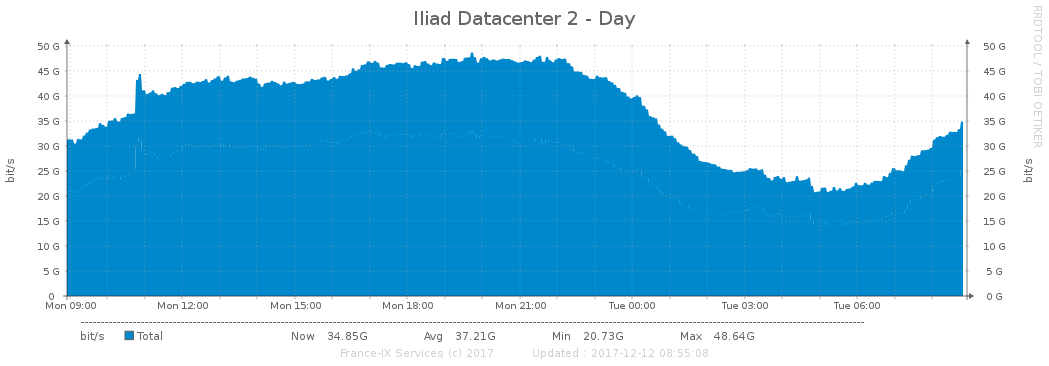 Iliad Datacenter 2 - Day
RRDTOOL / TOBI OETIKER
50 G 50 G
45 G 45 G
40 G 40 G
35 G 35 G
30 G 30 G
25 G 25 G
20 G 20 G
15 G 15 G
10 G 10 G
5 G 5 G
0 0 G
bit/s bit/s
Mon 09:00 Mon 12:00 Mon 15:00 Mon 18:00 Mon 21:00 Tue 00:00 Tue 03:00 Tue 06:00
bit/s Total Now 34.85G Avg 37.21G Min 20.73G Max 48.64G
France-IX Services (c) 2017 Updated : 2017-12-12 08:55:08